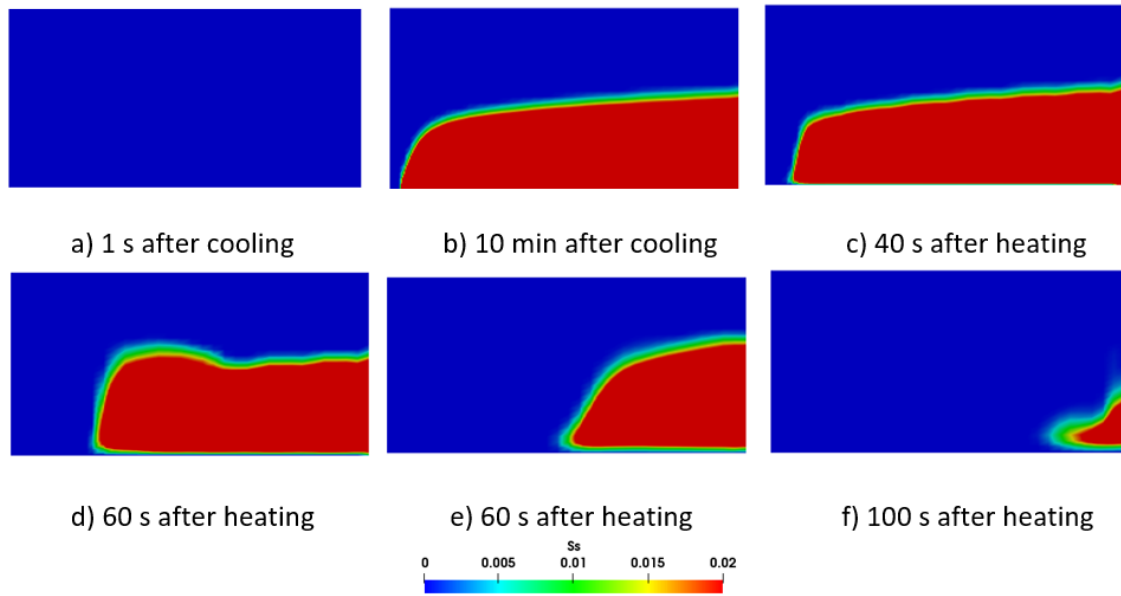 a) 1 s after cooling
b) 10 min after cooling
c) 40 s after heating
d) 60 s after heating
e) 60 s after heating
f) 100 s after heating
Ss
0 0.005 0.01 0.015 0.02